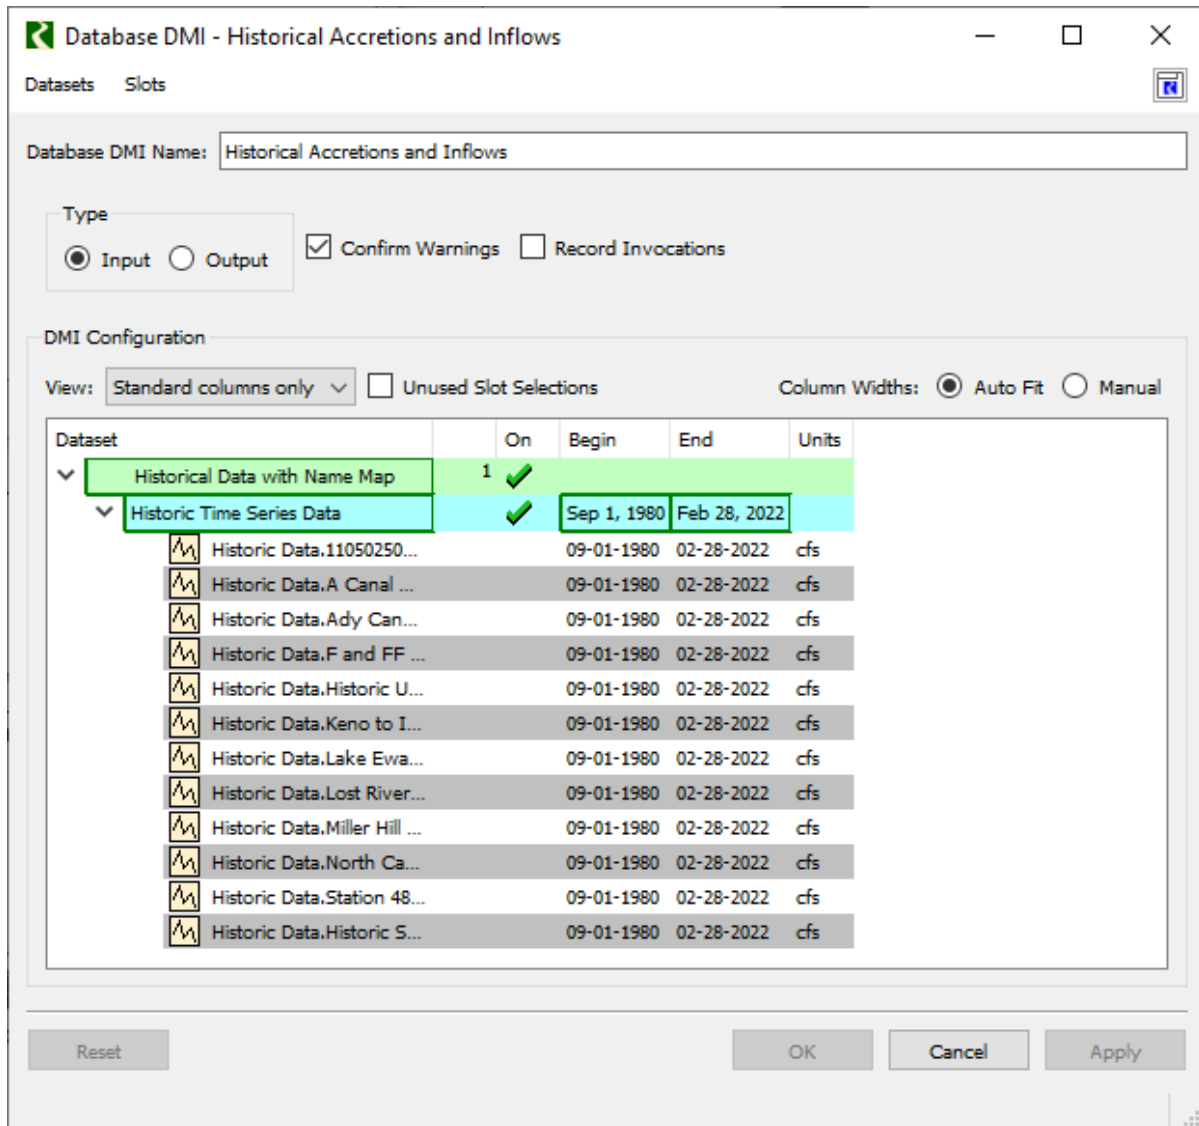 Database DMI - Historical Accretions and Inflows
Datasets Slots
Database DMI Name: Historical Accretions and Inflows
Type
Input Output Confirm Warnings Record Invocations
DMI Configuration
View: Standard columns only Unused Slot Selections Column Widths: Auto Fit Manual
Dataset On Begin End Units
Historical Data with Name Map 1
Historic Time Series Data Sep 1, 1980 Feb 28, 2022
Historic Data.11050250... 09-01-1980 02-28-2022 cfs
Historic Data.A Canal ... 09-01-1980 02-28-2022 cfs
Historic Data.Ady Can... 09-01-1980 02-28-2022 cfs
Historic Data.F and FF ... 09-01-1980 02-28-2022 cfs
Historic Data.Historic U... 09-01-1980 02-28-2022 cfs
Historic Data.Keno to I... 09-01-1980 02-28-2022 cfs
Historic Data.Lake Ewa... 09-01-1980 02-28-2022 cfs
Historic Data.Lost River... 09-01-1980 02-28-2022 cfs
Historic Data.Miller Hill ... 09-01-1980 02-28-2022 cfs
Historic Data.North Ca... 09-01-1980 02-28-2022 cfs
Historic Data.Station 48... 09-01-1980 02-28-2022 cfs
Historic Data.Historic S... 09-01-1980 02-28-2022 cfs
Reset OK Cancel Apply